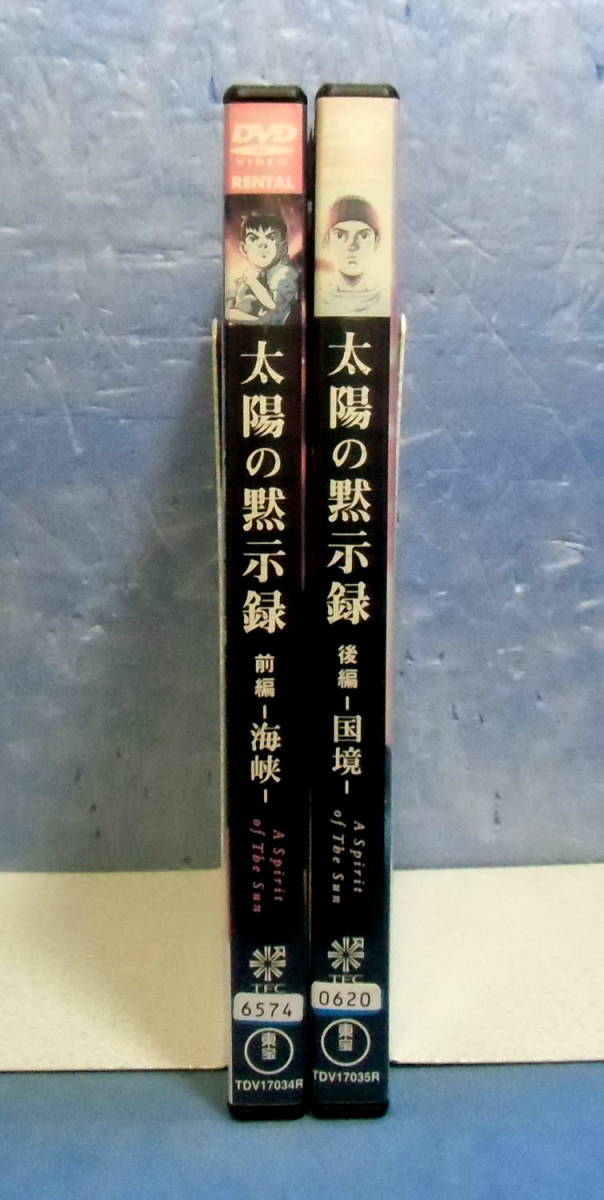 DVD
VIDEO
RENTAL
太陽の黙示録
前編
-海峡-
A Spirit
of The Sun
TFC
6574
東宝
TDV17034R
太陽の黙示録
後編
-国境-
A Spirit
of The Sun
TFC
0620
東宝
TDV17035R